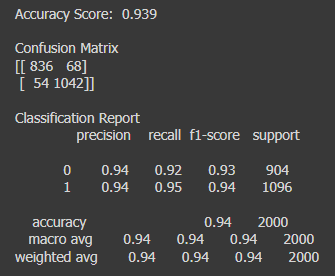 Accuracy Score: 0.939
Confusion Matrix
[[ 836 68]
[ 54 1042]]
Classification Report
precision recall f1-score support
0 0.94 0.92 0.93 904
1 0.94 0.95 0.94 1096
accuracy 0.94 2000
macro avg 0.94 0.94 0.94 2000
weighted avg 0.94 0.94 0.94 2000